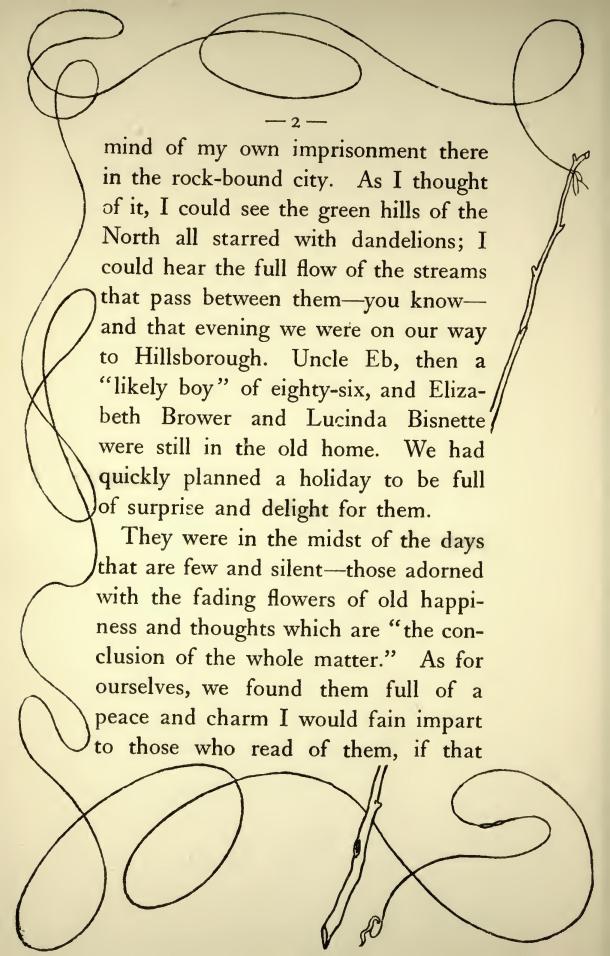 —2—
mind of my own imprisonment there
in the rock-bound city. As I thought
of it, I could see the green hills of the
North all starred with dandelions; I
could hear the full flow of the streams
that pass between them—you know—
and that evening we were on our way
to Hillsborough. Uncle Eb, then a
“likely boy” of eighty-six, and Eliza-
beth Brower and Lucinda Bisnette
were still in the old home. We had
quickly planned a holiday to be full
of surprise and delight for them.
They were in the midst of the days
that are few and silent—those adorned
with the fading flowers of old happi-
ness and thoughts which are “the con-
clusion of the whole matter.” As for
ourselves, we found them full of a
peace and charm I would fain impart
to those who read of them, if that